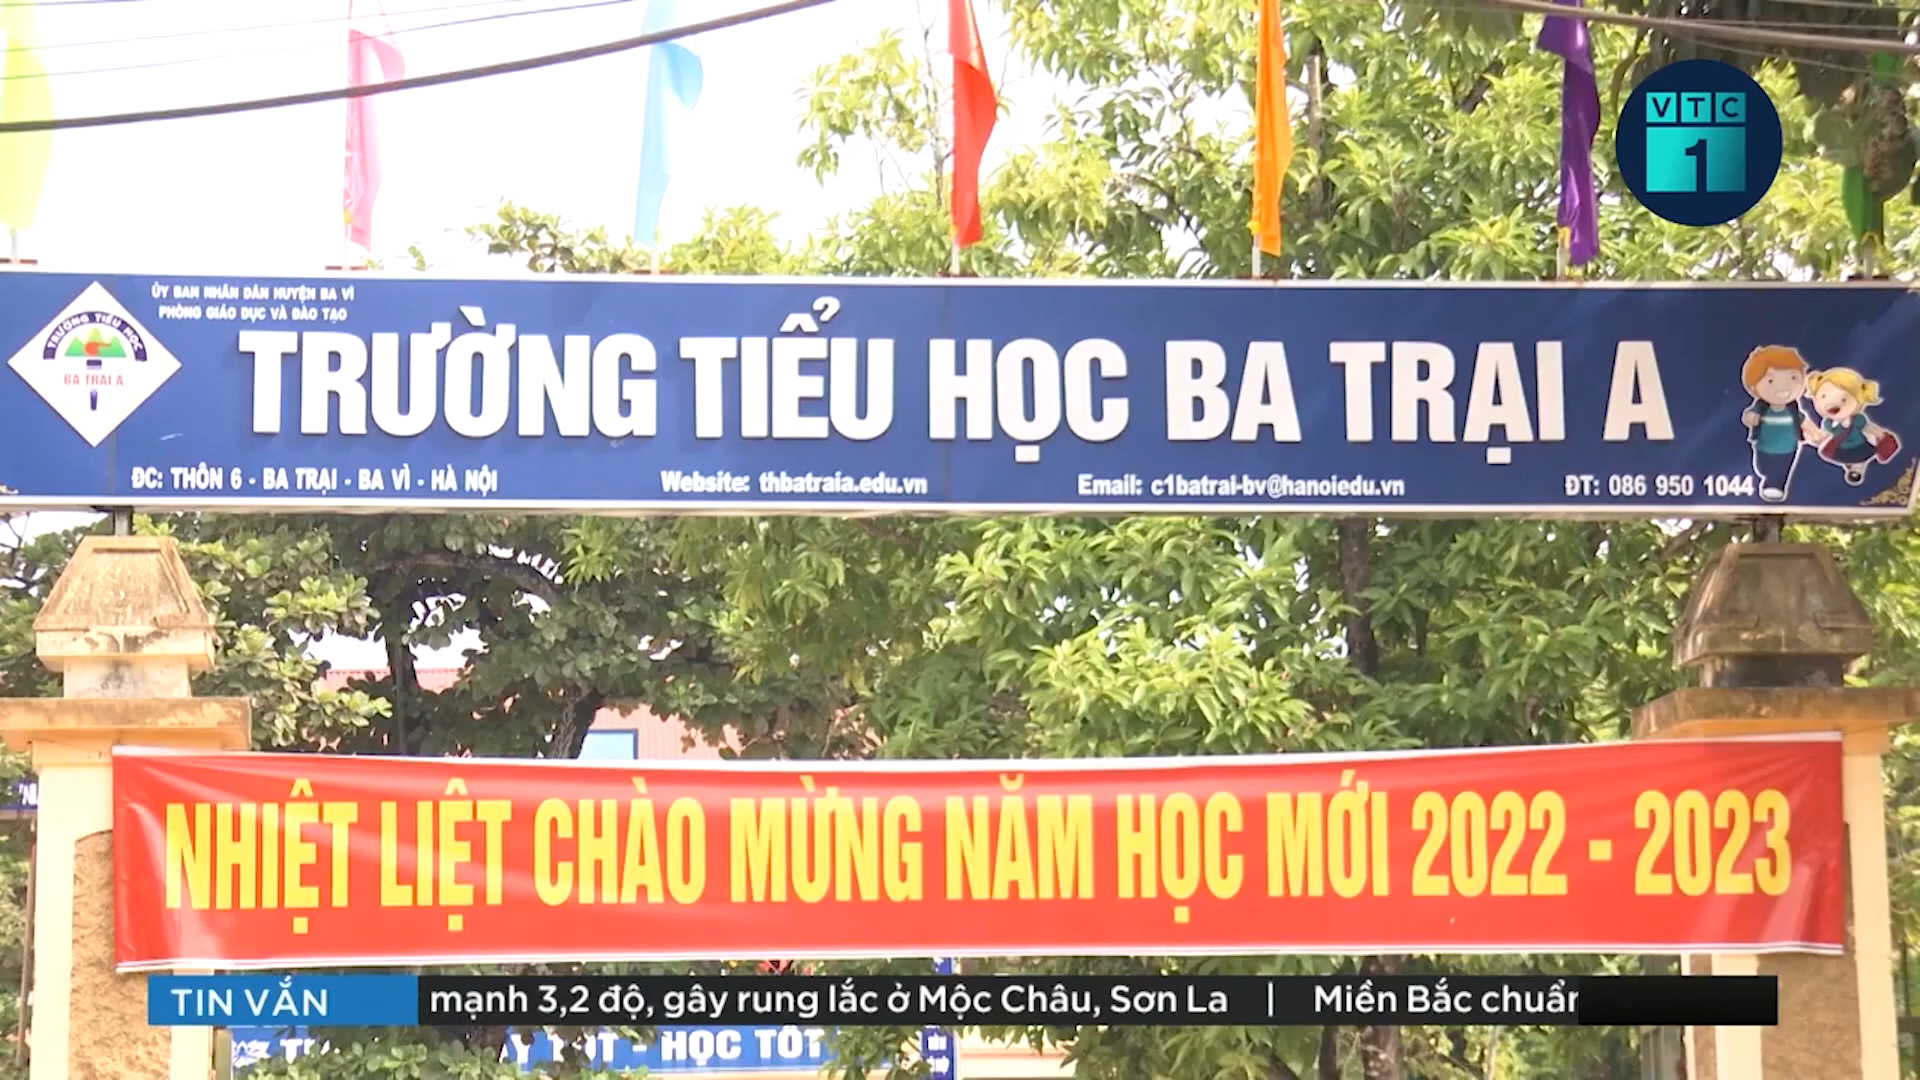 VTC
1
ỦY BAN NHÂN DÂN HUYỆN BA VÌ
PHÒNG GIÁO DỤC VÀ ĐÀO TẠO
TRƯỜNG TIỂU HỌC
BA TRẠI A
TRƯỜNG TIỂU HỌC BA TRẠI A
ĐC: THÔN 6 - BA TRẠI - BA VÌ - HÀ NỘI
Website: thbatraia.edu.vn
Email: c1batrai-bv@hanoiedu.vn
ĐT: 086 950 1044
NHIỆT LIỆT CHÀO MỪNG NĂM HỌC MỚI 2022 - 2023
TIN VẮN
mạnh 3,2 độ, gây rung lắc ở Mộc Châu, Sơn La | Miền Bắc
- HỌC TỐT